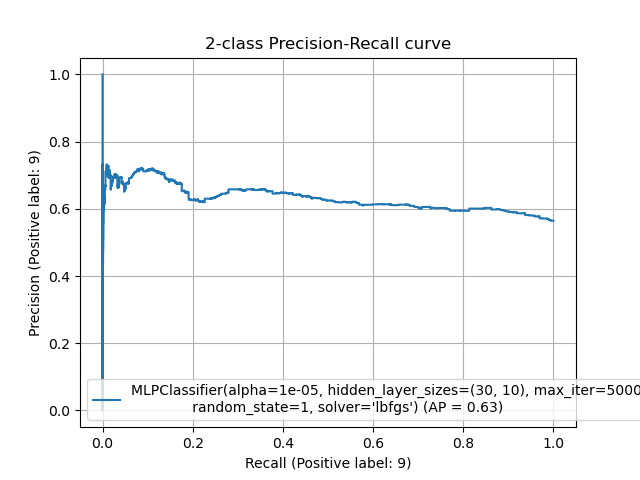 2-class Precision-Recall curve
1.0
0.8
0.6
0.4
0.2
0.0
Precision (Positive label: 9)
MLPClassifier(alpha=1e-05, hidden_layer_sizes=(30, 10), max_iter=5000
random_state=1, solver='lbfgs') (AP = 0.63)
0.0 0.2 0.4 0.6 0.8 1.0
Recall (Positive label: 9)